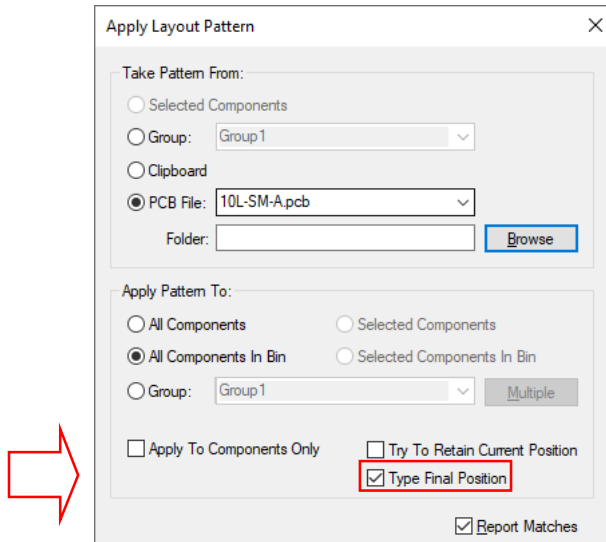 Apply Layout Pattern
Take Pattern From:
Selected Components
Group: Group1
Clipboard
PCB File: 10L-SM-A.pcb
Folder: Browse
Apply Pattern To:
All Components Selected Components
All Components In Bin Selected Components In Bin
Group: Group1 Multiple
Apply To Components Only Try To Retain Current Position
Type Final Position
Report Matches